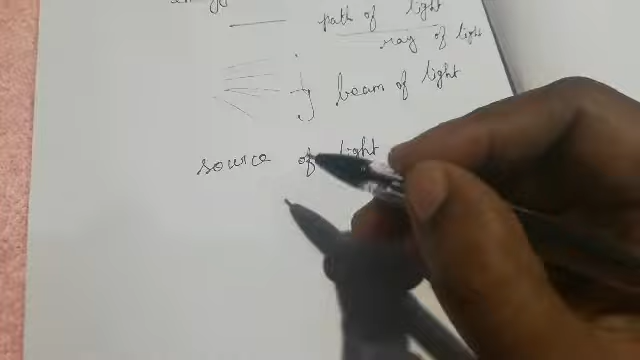 path of light
ray of light
beam of light
source of light